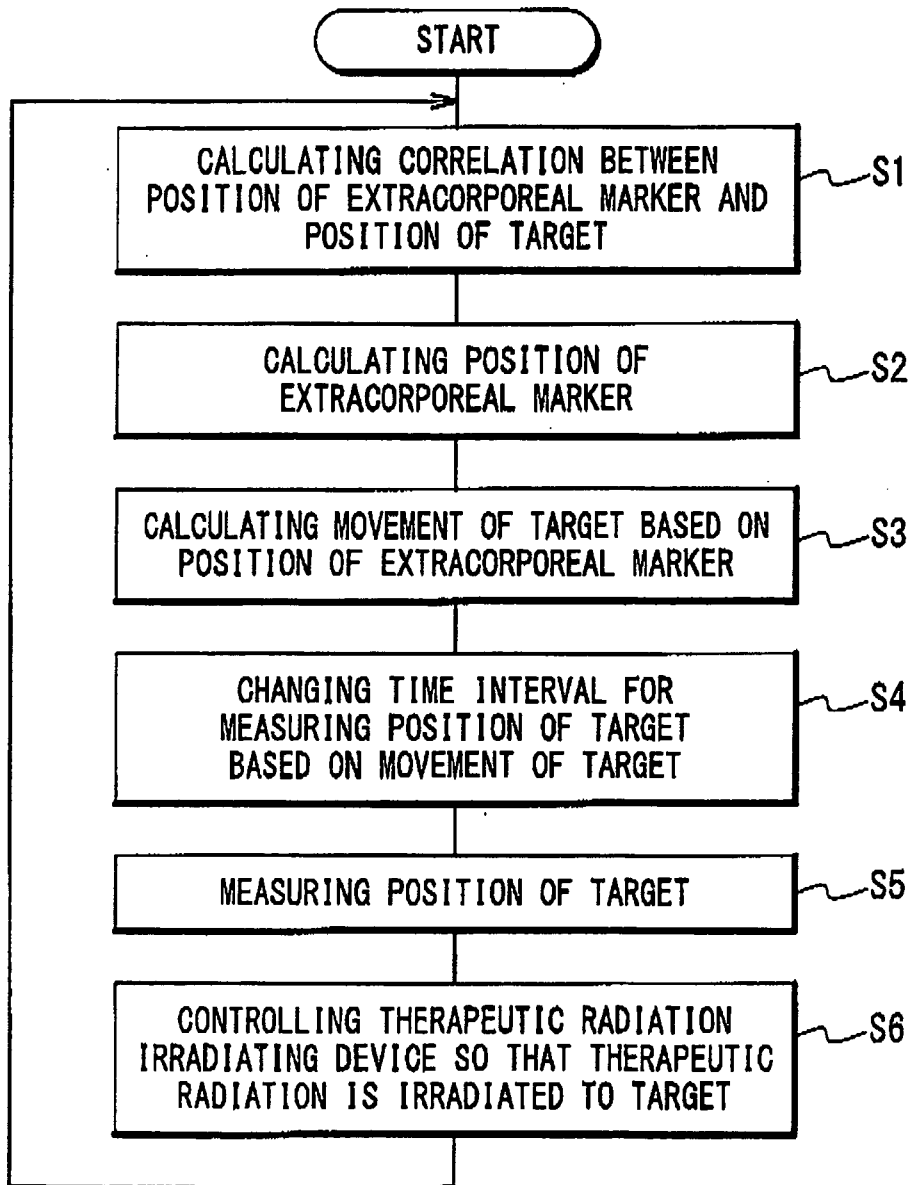 START
CALCULATING CORRELATION BETWEEN
POSITION OF EXTRACORPOREAL MARKER AND
POSITION OF TARGET
S1
CALCULATING POSITION OF
EXTRACORPOREAL MARKER
S2
CALCULATING MOVEMENT OF TARGET BASED ON
POSITION OF EXTRACORPOREAL MARKER
S3
CHANGING TIME INTERVAL FOR
MEASURING POSITION OF TARGET
BASED ON MOVEMENT OF TARGET
S4
MEASURING POSITION OF TARGET
S5
CONTROLLING THERAPEUTIC RADIATION
IRRADIATING DEVICE SO THAT THERAPEUTIC
RADIATION IS IRRADIATED TO TARGET
S6